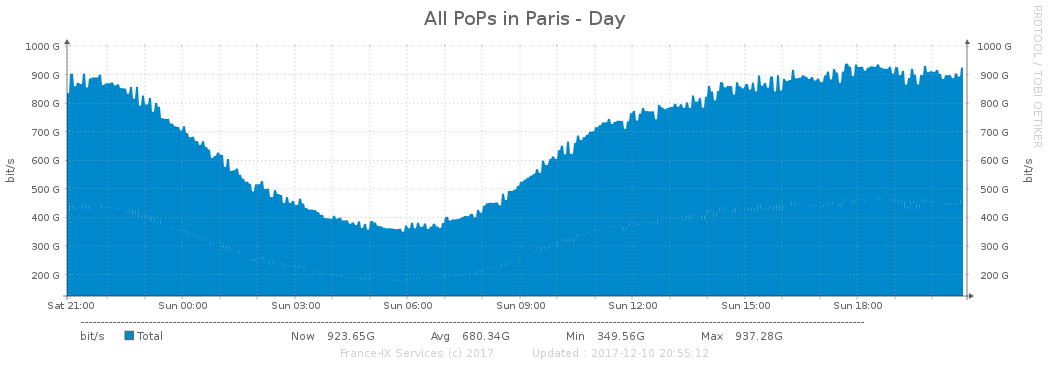 All PoPs in Paris - Day
RRDTOOL / TOBI OETIKER
1000 G 1000 G
900 G 900 G
800 G 800 G
700 G 700 G
600 G 600 G
500 G 500 G
400 G 400 G
300 G 300 G
200 G 200 G
bit/s bit/s
Sat 21:00 Sun 00:00 Sun 03:00 Sun 06:00 Sun 09:00 Sun 12:00 Sun 15:00 Sun 18:00
bit/s Total Now 923.65G Avg 680.34G Min 349.56G Max 937.28G
France-IX Services (c) 2017 Updated : 2017-12-10 20:55:12